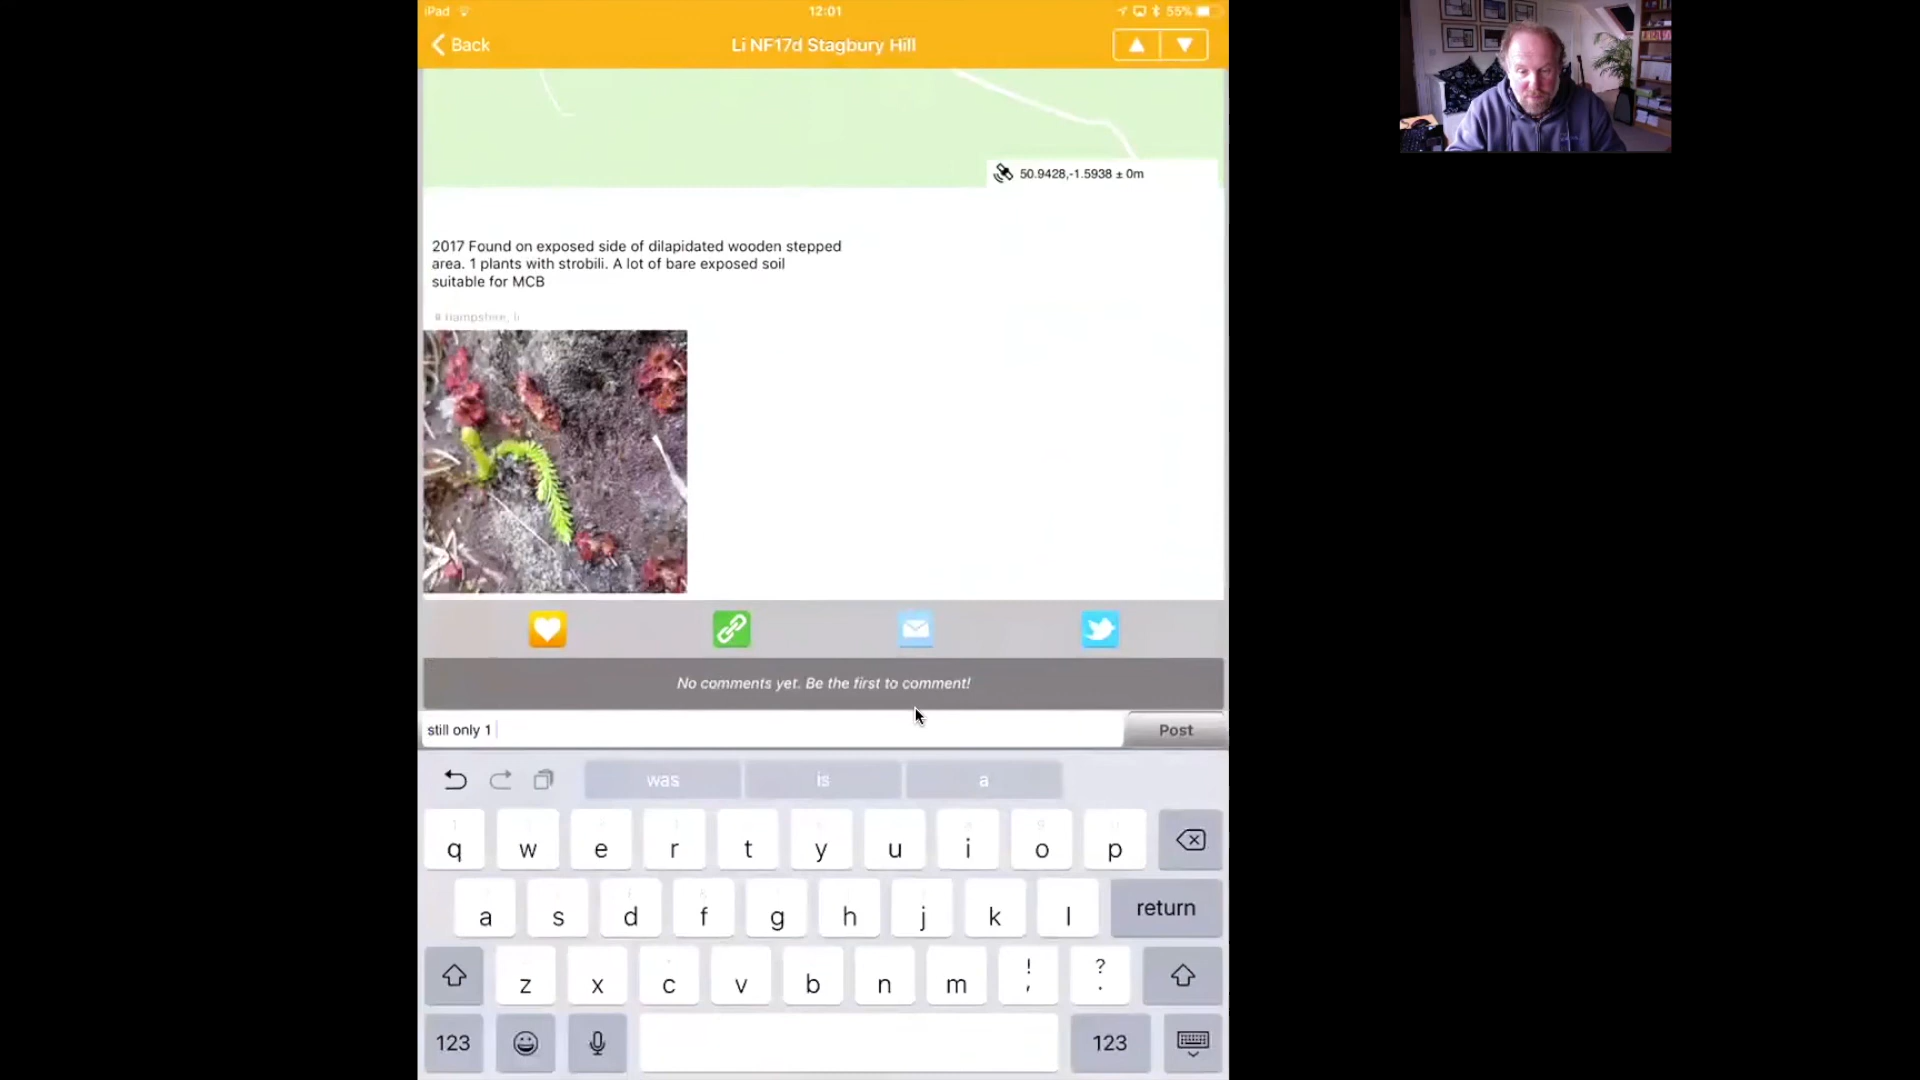 iPad 12:01 55%
Back Li NF17d Stagbury Hill
50.9428,-1.5938 ± 0m
2017 Found on exposed side of dilapidated wooden stepped
area. 1 plants with strobili. A lot of bare exposed soil
suitable for MCB
Hampshire, li
No comments yet. Be the first to comment!
still only 1 Post
was is a
q w e r t y u i o p
a s d f g h j k l return
z x c v b n m ! , ? .
123 123